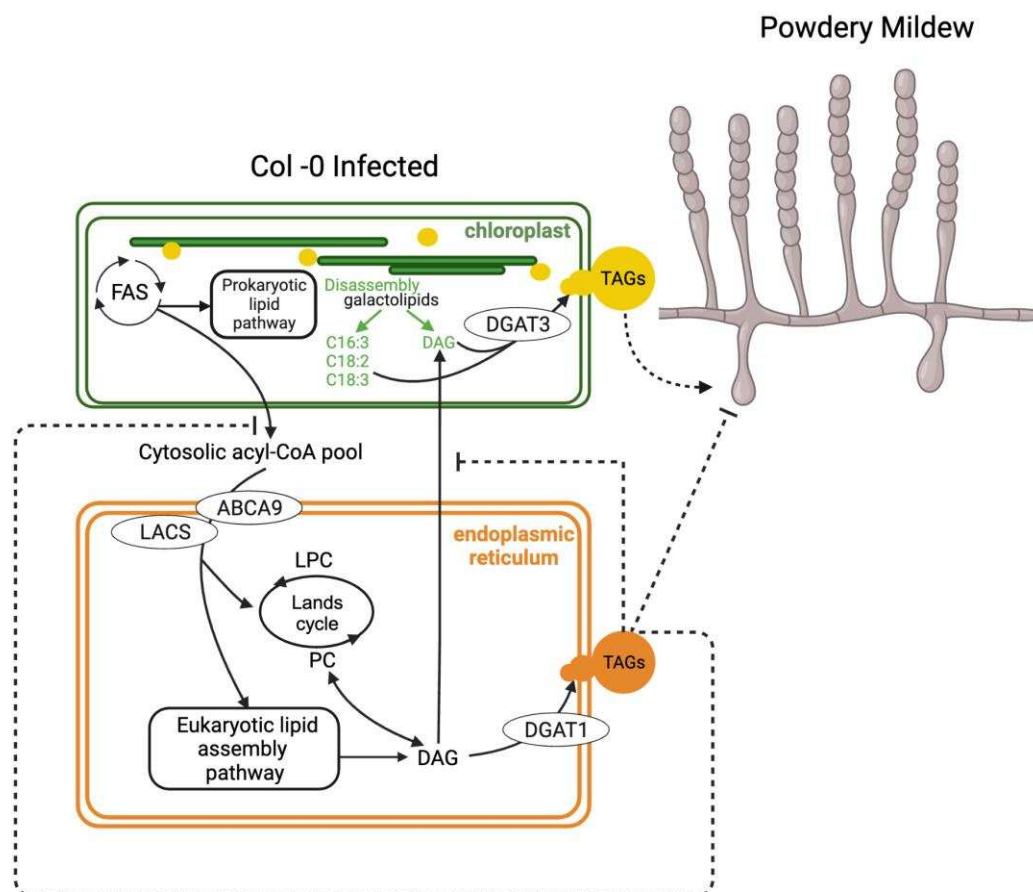 Powdery Mildew
Col -0 Infected
chloroplast
FAS
Prokaryotic
lipid
pathway
Disassembly
galactolipids
C16:3
C18:2
C18:3
DAG
DGAT3
TAGs
Cytosolic acyl-CoA pool
ABCA9
LACS
endoplasmic
reticulum
LPC
Lands
cycle
PC
Eukaryotic lipid
assembly
pathway
DAG
DGAT1
TAGs